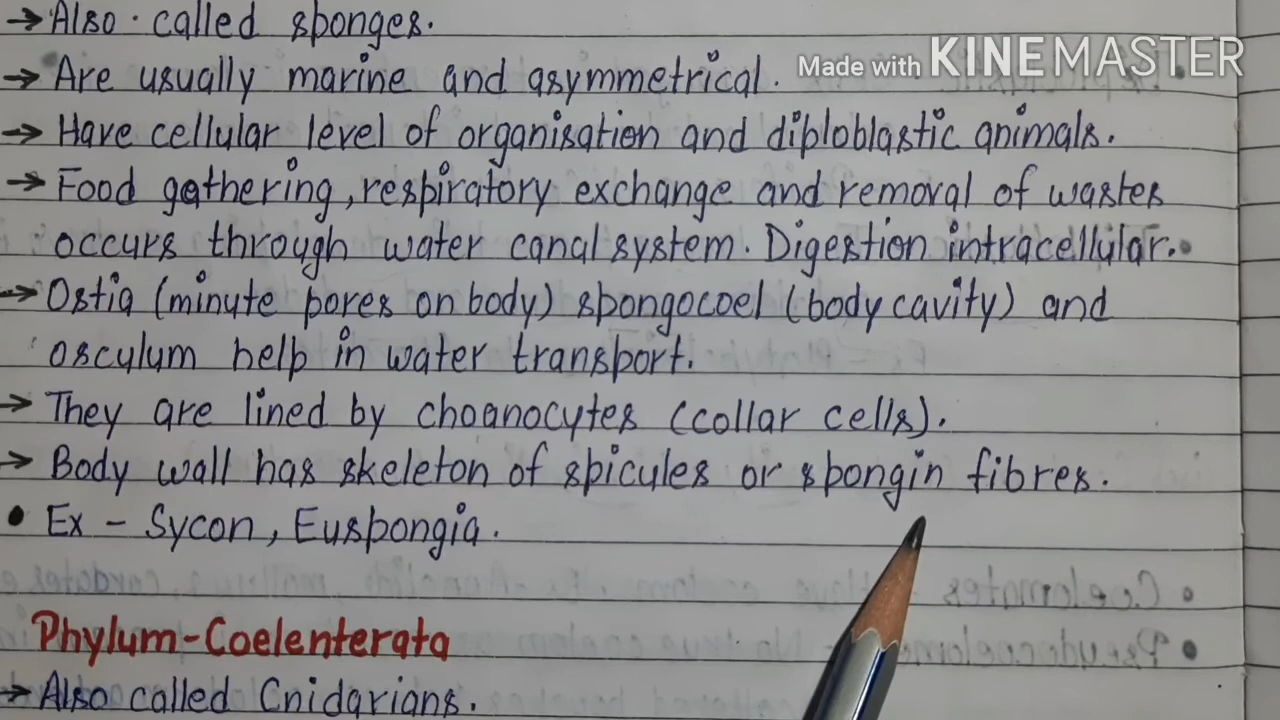 → Also called sponges.
Made with KINEMASTER
→ Are usually marine and asymmetrical.
→ Have cellular level of organisation and diploblastic animals.
→ Food gathering, respiratory exchange and removal of wastes
occurs through water canal system. Digestion intracellular.
→ Ostia (minute pores on body) spongocoel (body cavity) and
osculum help in water transport.
→ They are lined by choanocytes (collar cells).
→ Body wall has skeleton of spicules or spongin fibres.
• Ex - Sycon, Euspongia.
Phylum-Coelenterata
→ Also called Cnidarians.